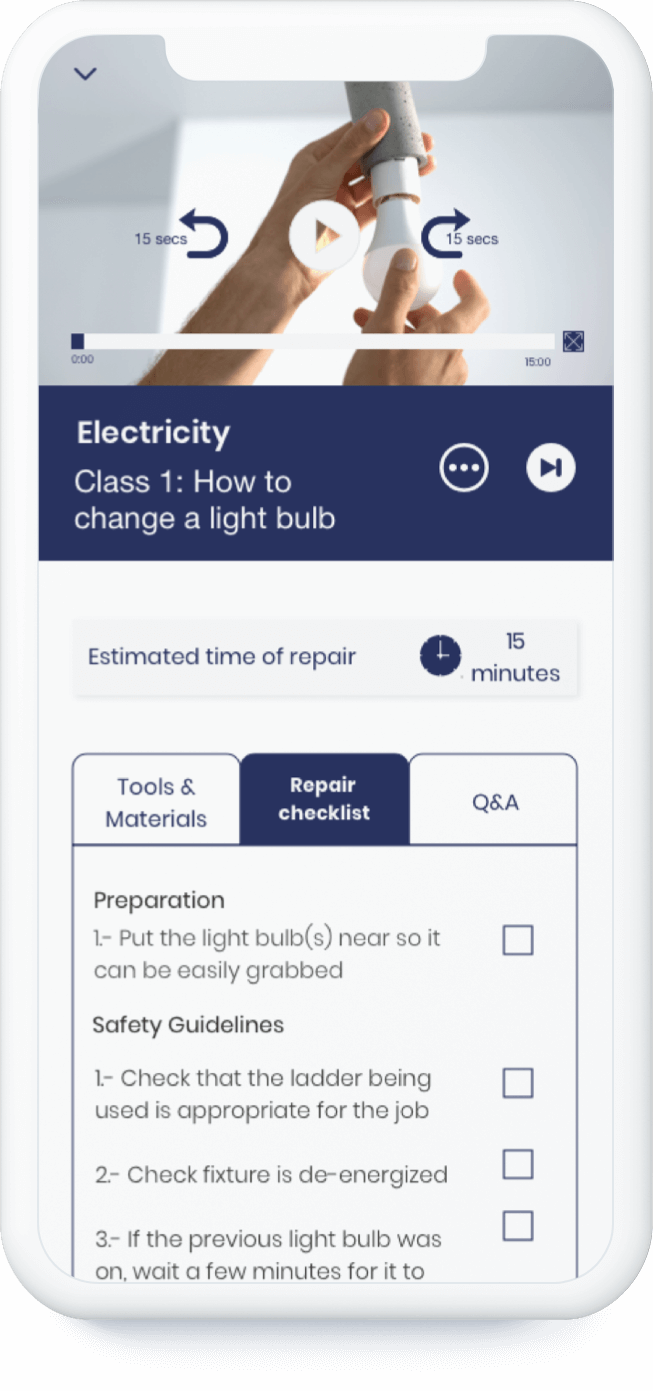 15 secs
15 secs
0:00
15:00
Electricity
Class 1: How to
change a light bulb
Estimated time of repair
15
minutes
Tools &
Materials
Repair
checklist
Q&A
Preparation
1.- Put the light bulb(s) near so it
can be easily grabbed
Safety Guidelines
1.- Check that the ladder being
used is appropriate for the job
2.- Check fixture is de-energized
3.- If the previous light bulb was
on, wait a few minutes for it to